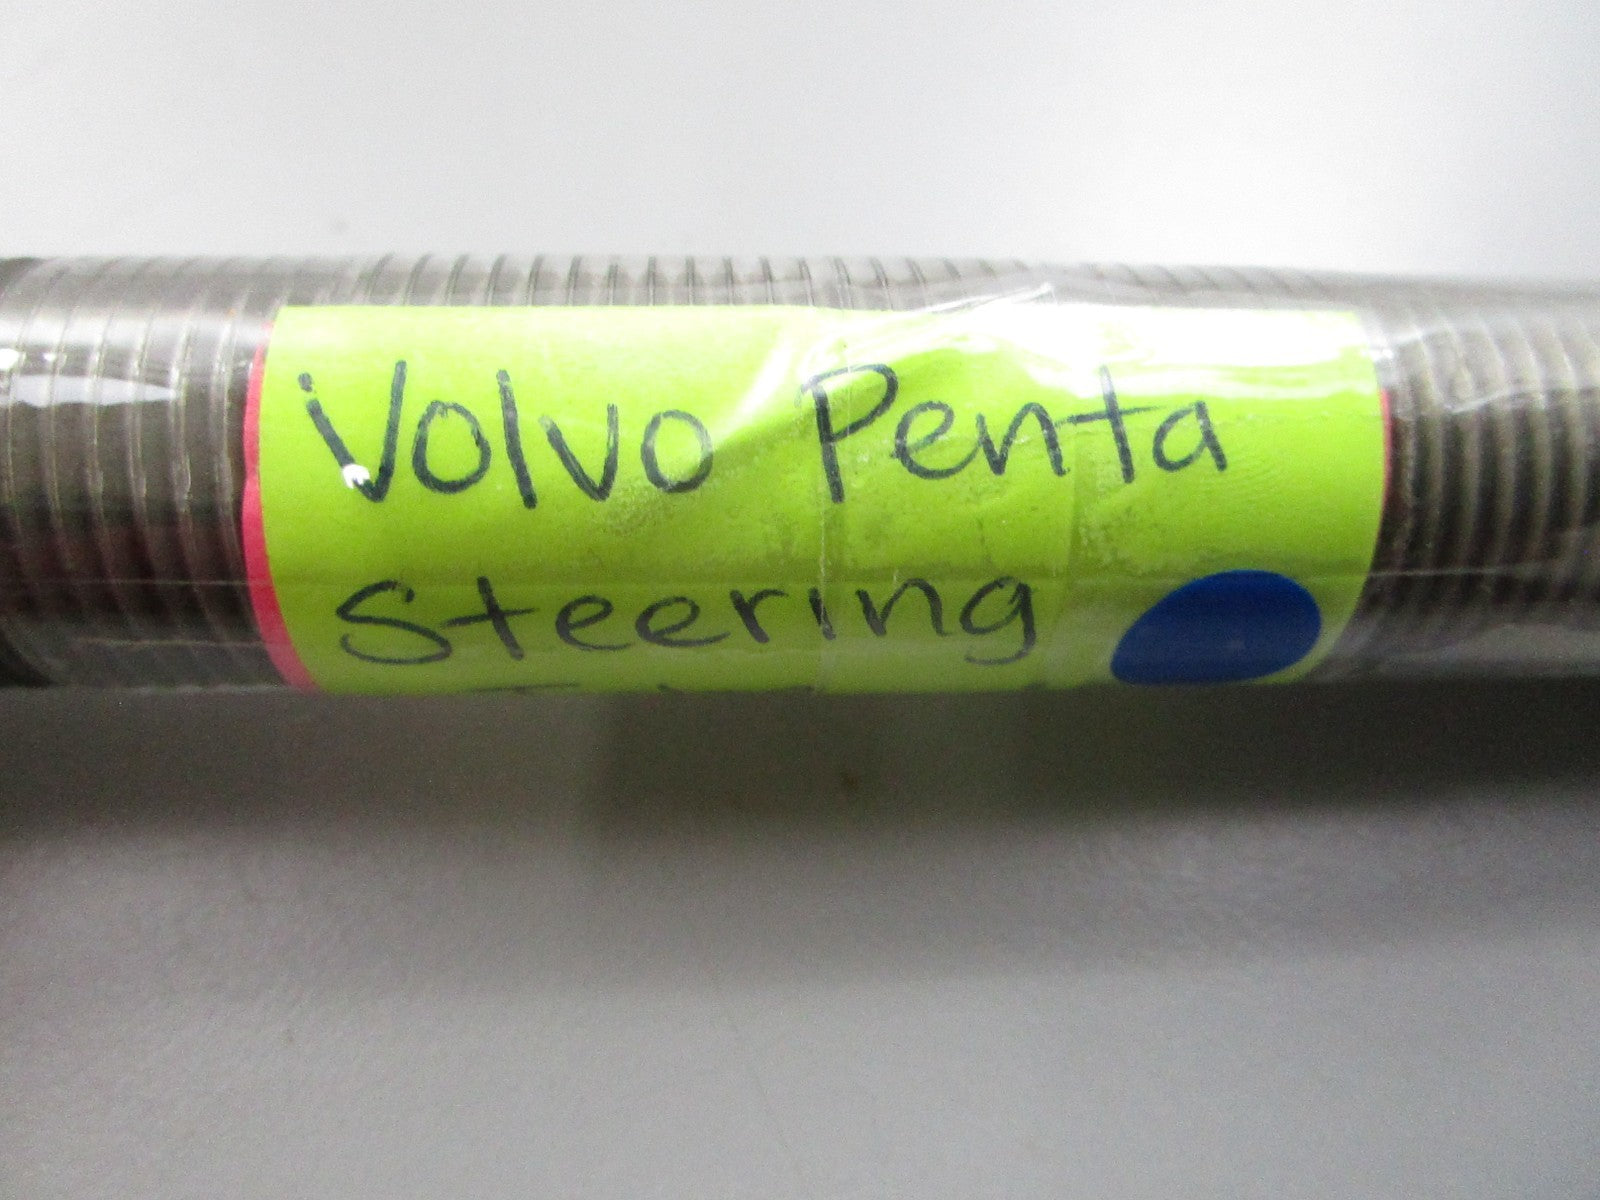 Volvo Penta
Steering